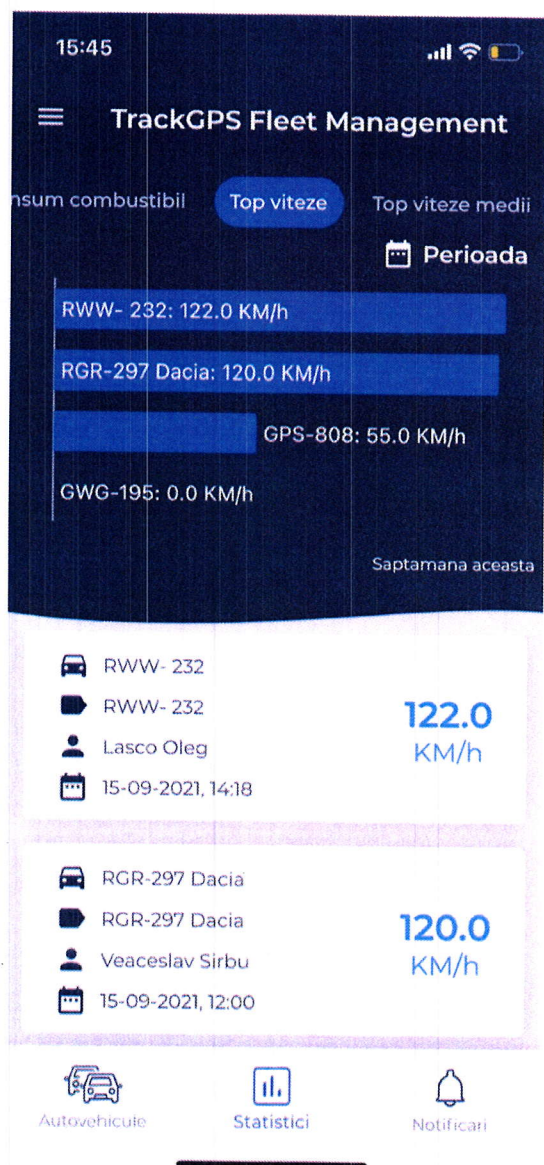 15:45
TrackGPS Fleet Management
nsum combustibil Top viteze Top viteze medii
Perioada
RWW- 232: 122.0 KM/h
RGR-297 Dacia: 120.0 KM/h
GPS-808: 55.0 KM/h
GWG-195: 0.0 KM/h
Saptamana aceasta
RWW- 232
RWW- 232
Lasco Oleg
15-09-2021, 14:18
122.0
KM/h
RGR-297 Dacia
RGR-297 Dacia
Veaceslav Sirbu
15-09-2021, 12:00
120.0
KM/h
Autovehicule Statistici Notificari